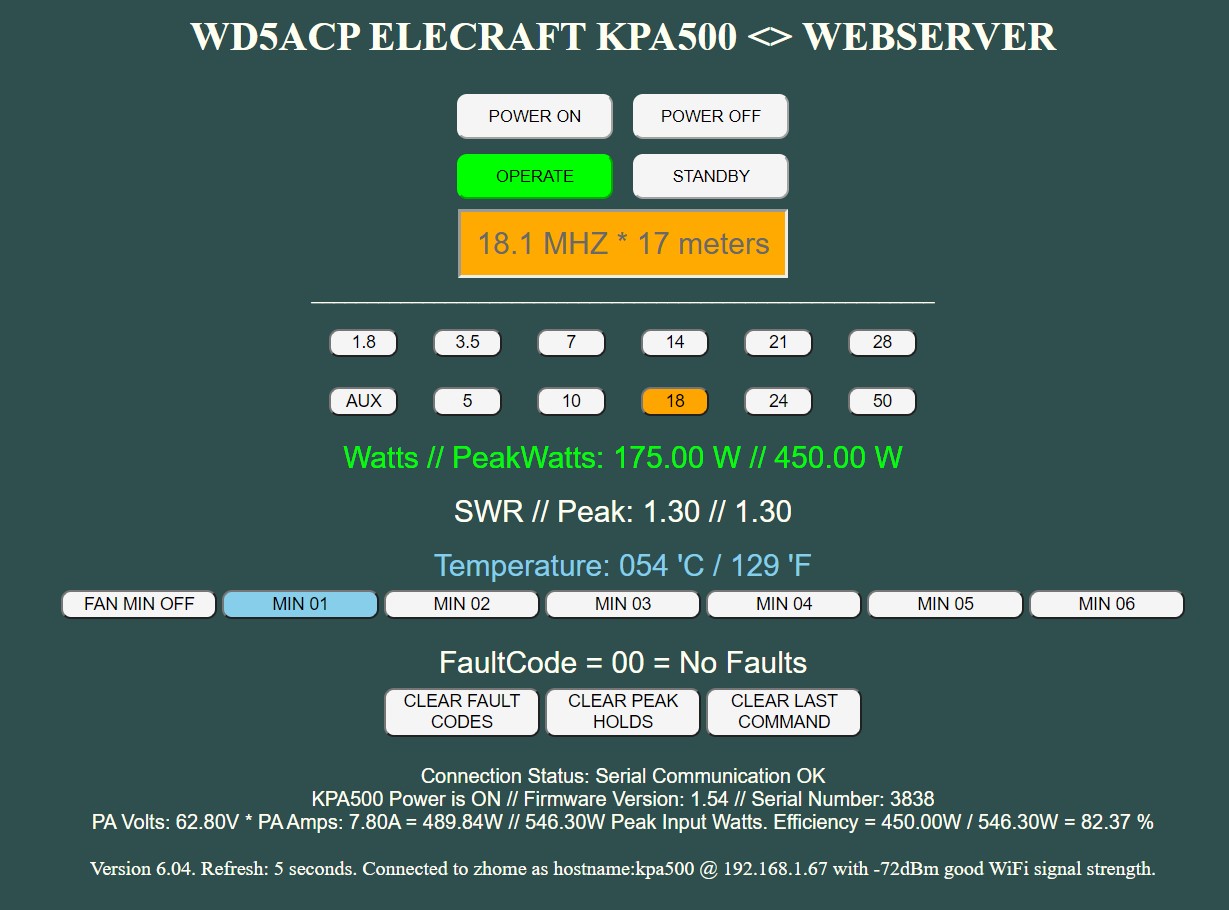 WD5ACP ELECRAFT KPA500 <> WEBSERVER
POWER ON POWER OFF
OPERATE STANDBY
18.1 MHZ * 17 meters
1.8 3.5 7 14 21 28
AUX 5 10 18 24 50
Watts // PeakWatts: 175.00 W // 450.00 W
SWR // Peak: 1.30 // 1.30
Temperature: 054 'C / 129 'F
FAN MIN OFF MIN 01 MIN 02 MIN 03 MIN 04 MIN 05 MIN 06
FaultCode = 00 = No Faults
CLEAR FAULT CODES CLEAR PEAK HOLDS CLEAR LAST COMMAND
Connection Status: Serial Communication OK
KPA500 Power is ON // Firmware Version: 1.54 // Serial Number: 3838
PA Volts: 62.80V * PA Amps: 7.80A = 489.84W // 546.30W Peak Input Watts. Efficiency = 450.00W / 546.30W = 82.37 %
Version 6.04. Refresh: 5 seconds. Connected to zhome as hostname:kpa500 @ 192.168.1.67 with -72dBm good WiFi signal strength.